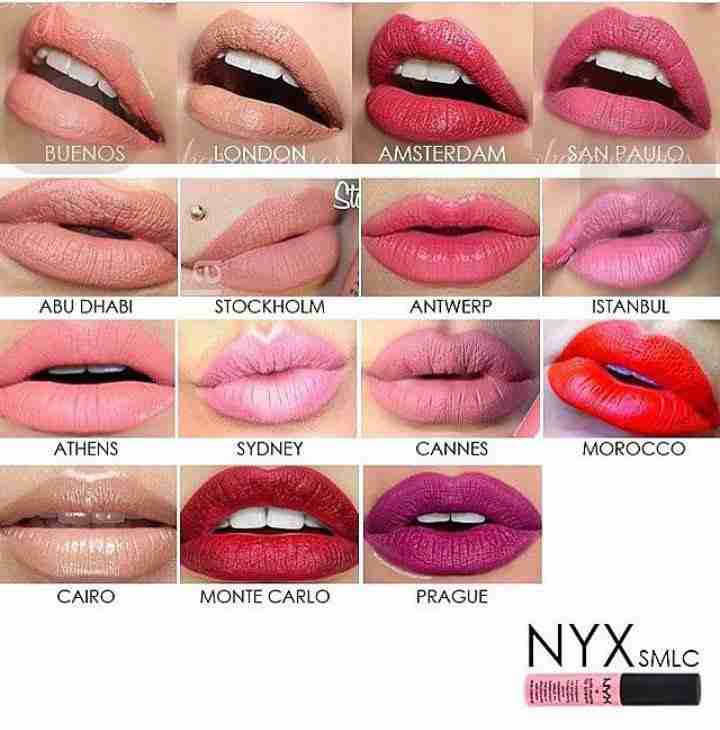 BUENOS
LONDON
AMSTERDAM
SAN PAULO
ABU DHABI
STOCKHOLM
ANTWERP
ISTANBUL
ATHENS
SYDNEY
CANNES
MOROCCO
CAIRO
MONTE CARLO
PRAGUE
NYX SMLC
NYX